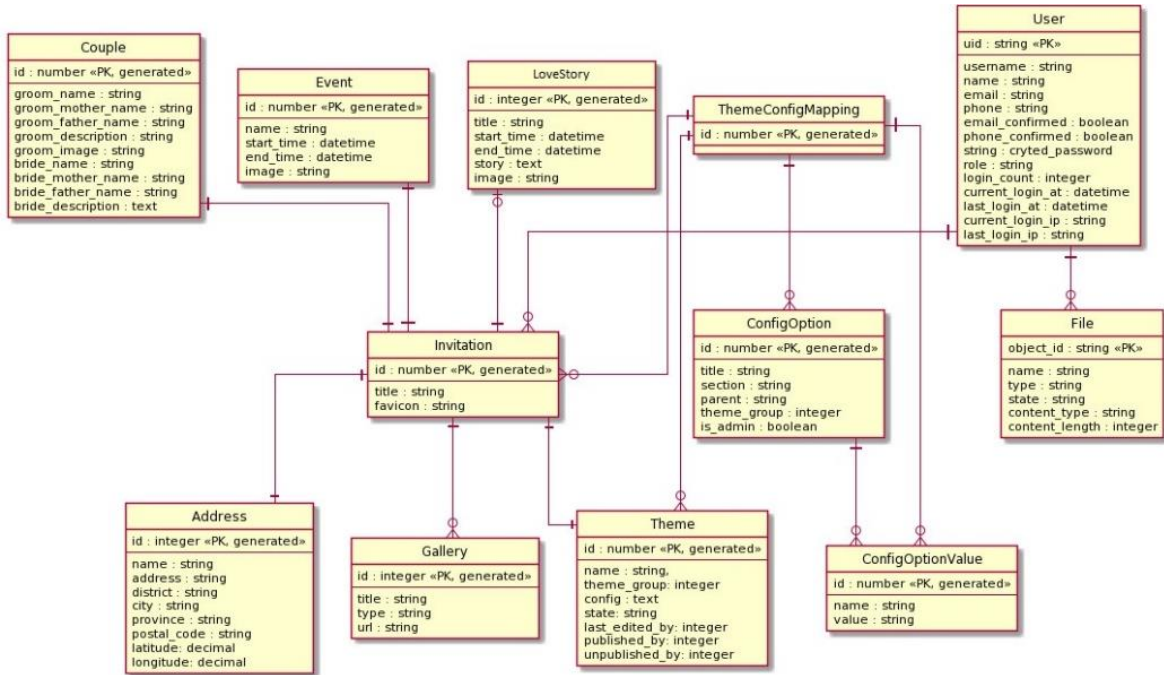 Couple
id : number «PK, generated»
groom_name : string
groom_mother_name : string
groom_father_name : string
groom_description : string
groom_image : string
bride_name : string
bride_mother_name : string
bride_father_name : string
bride_description : text
Event
id : number «PK, generated»
name : string
start_time : datetime
end_time : datetime
image : string
LoveStory
id : integer «PK, generated»
title : string
start_time : datetime
end_time : datetime
story : text
image : string
ThemeConfigMapping
id : number «PK, generated»
User
uid : string «PK»
username : string
name : string
email : string
phone : string
email_confirmed : boolean
phone_confirmed : boolean
string : cryted_password
role : string
login_count : integer
current_login_at : datetime
last_login_at : datetime
current_login_ip : string
last_login_ip : string
Invitation
id : number «PK, generated»
title : string
favicon : string
ConfigOption
id : number «PK, generated»
title : string
section : string
parent : string
theme_group : integer
is_admin : boolean
File
object_id : string «PK»
name : string
type : string
state : string
content_type : string
content_length : integer
Address
id : integer «PK, generated»
name : string
address : string
district : string
city : string
province : string
postal_code : string
latitude: decimal
longitude: decimal
Gallery
id : integer «PK, generated»
title : string
type : string
url : string
Theme
id : number «PK, generated»
name : string,
theme_group: integer
config : text
state: string
last_edited_by: integer
published_by: integer
unpublished_by: integer
ConfigOptionValue
id : number «PK, generated»
name : string
value : string